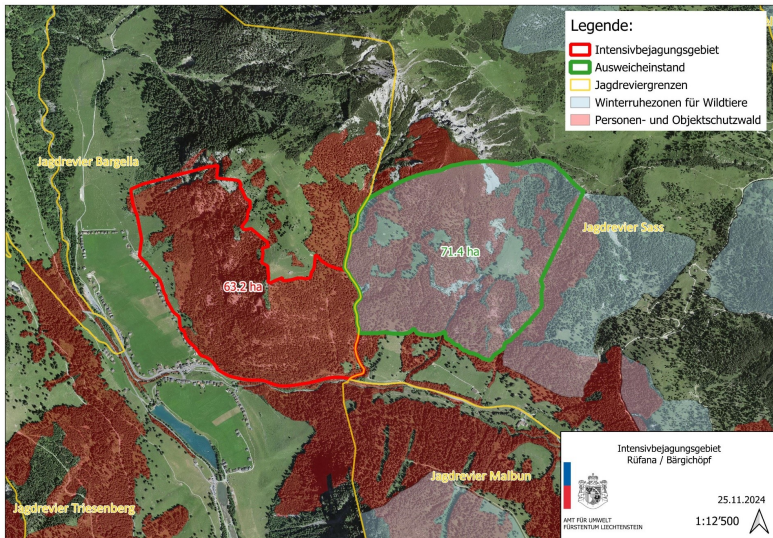 Legende:
Intensivbejagungsgebiet
Ausweicheinstand
Jagdreviergrenzen
Winterruhezonen für Wildtiere
Personen- und Objektschutzwald
Jagdrevier Bargella
Jagdrevier Sass
71.4 ha
63.2 ha
Jagdrevier Malbun
Jagdrevier Triesenberg
Intensivbejagungsgebiet
Rüfana / Bärgichöpf
25.11.2024
AMT FÜR UMWELT
FÜRSTENTUM LIECHTENSTEIN
1:12'500